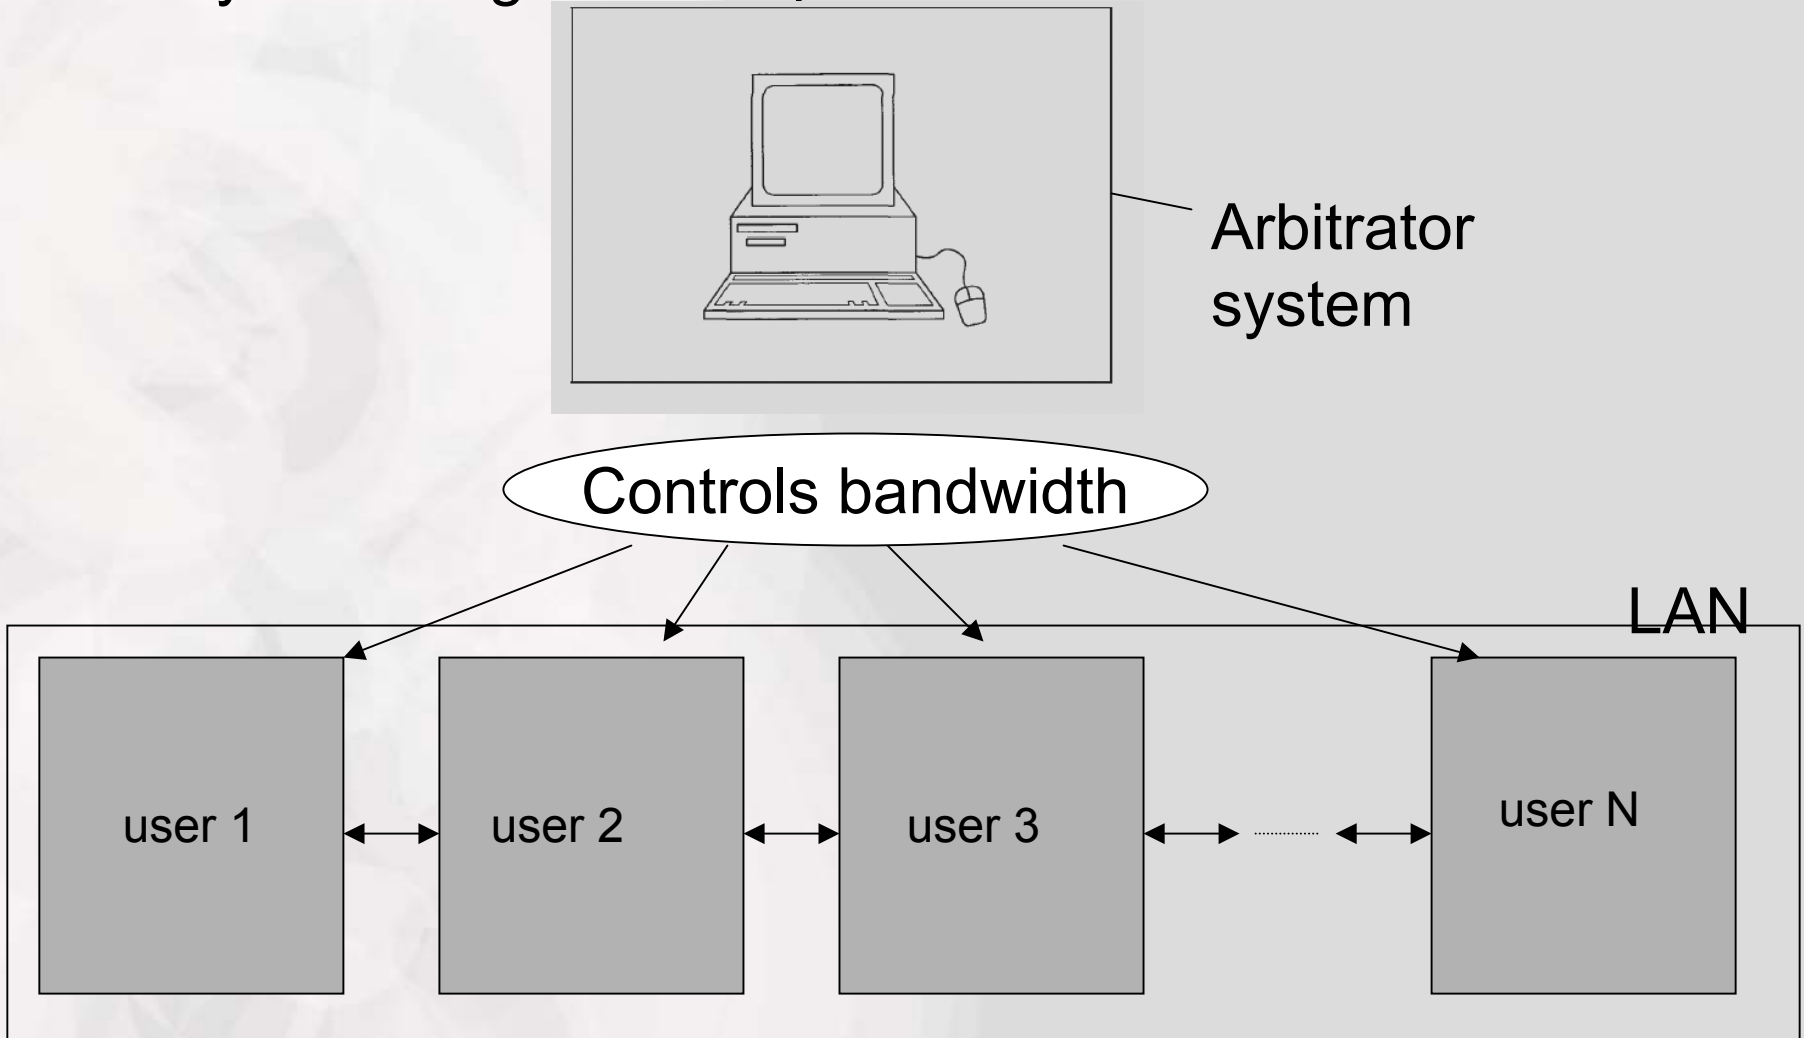 Arbitrator
system
Controls bandwidth
LAN
user 1
user 2
user 3
user N